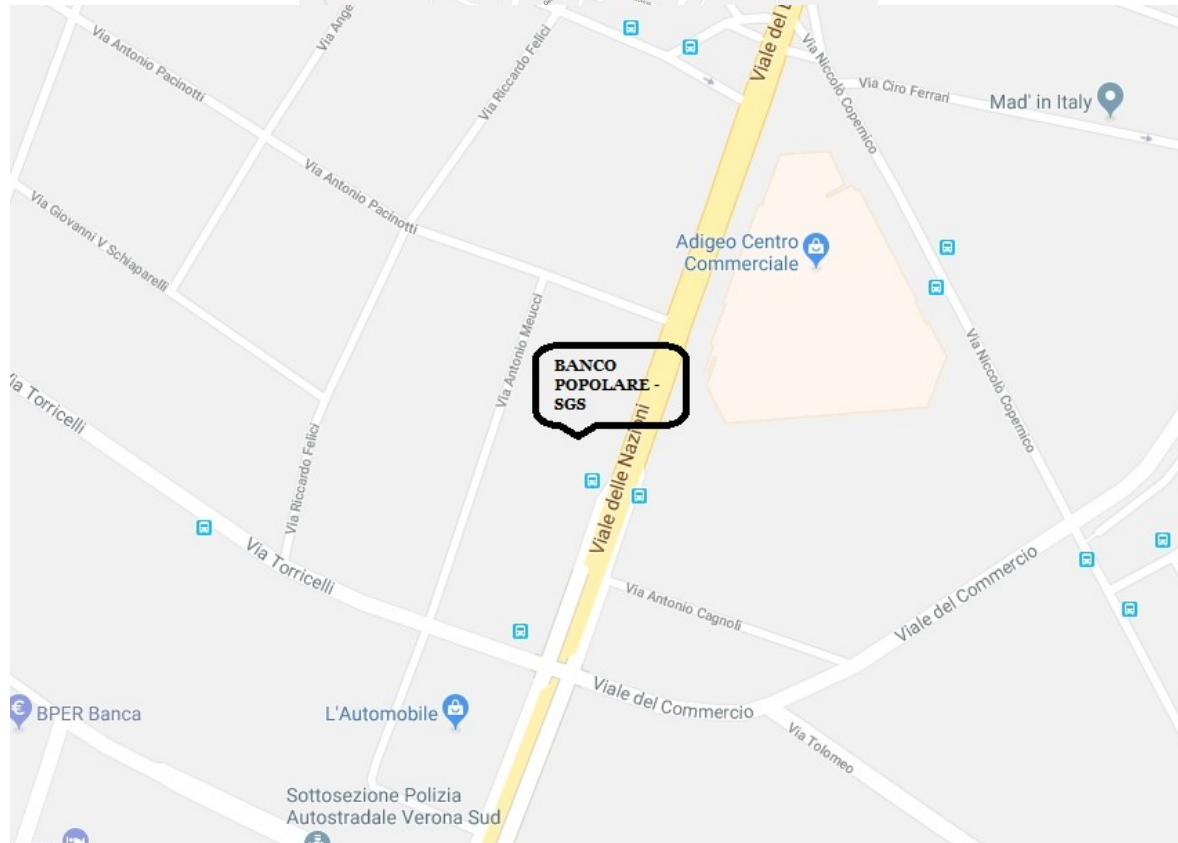 Via Antonio Pacinotti
Via Ange
Via Riccardo Felici
Viale del
Via Niccolò Copernico
Via Ciro Ferrari
Mad' in Italy
Via Antonio Pacinotti
Via Giovanni V Schiaparelli
Adigeo Centro
Commerciale
Via Antonio Meucci
BANCO
POPOLARE -
SGS
Via Niccolò Copernico
ia Torricelli
Viale delle Nazioni
Via Riccardo Felici
Via Torricelli
Via Antonio Cagnoli
Viale del Commercio
Viale del Commercio
BPER Banca
L'Automobile
Via Tolomeo
Sottosezione Polizia
Autostradale Verona Sud